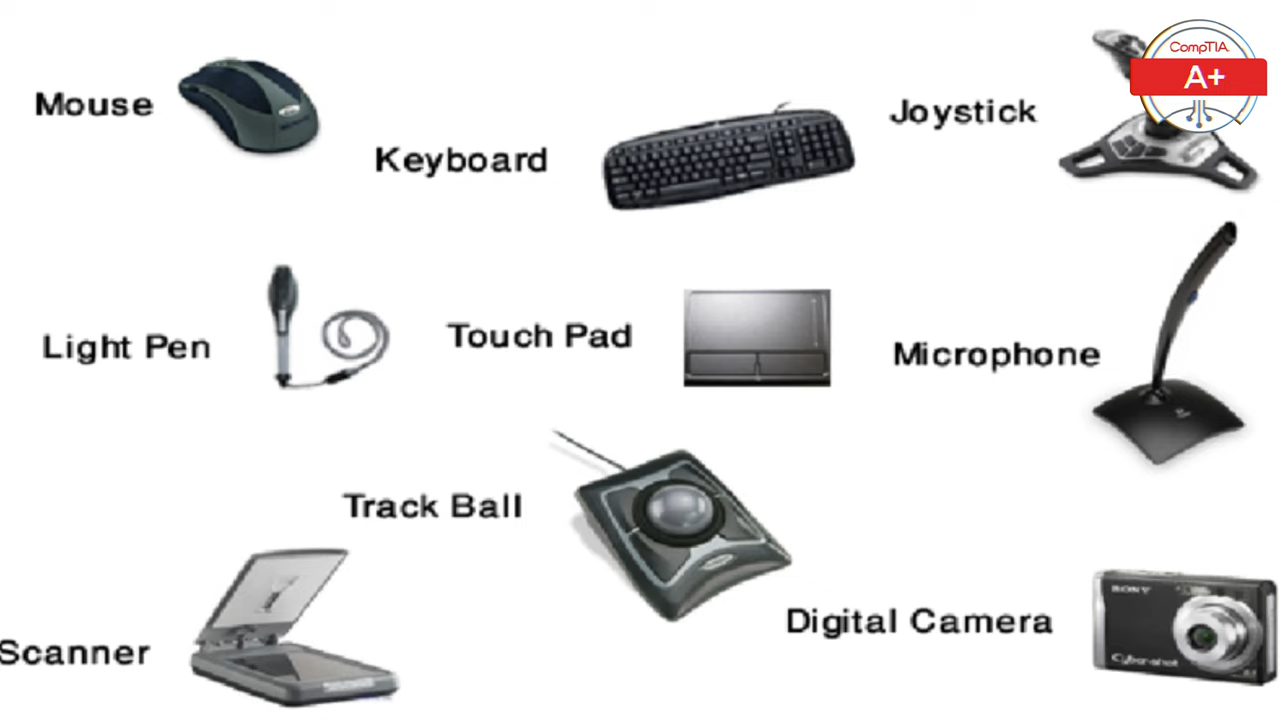 CompTIA
A+
Mouse
Joystick
Keyboard
Light Pen
Touch Pad
Microphone
Track Ball
SONY
Digital Camera
Cyber-shot
Scanner